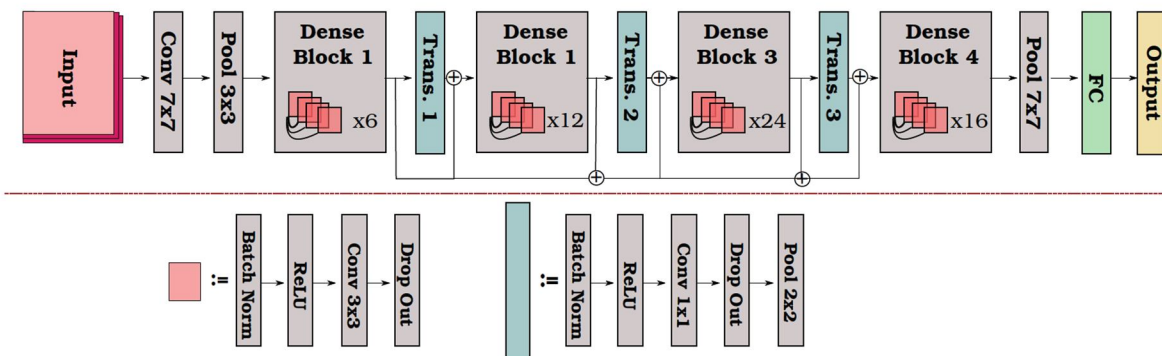 Input
Conv 7x7
Pool 3x3
Dense
Block 1
x6
Trans. 1
Dense
Block 1
x12
Trans. 2
Dense
Block 3
x24
Trans. 3
Dense
Block 4
x16
Pool 7x7
FC
Output
::=
Batch Norm
ReLU
Conv 3x3
Drop Out
::=
Batch Norm
ReLU
Conv 1x1
Drop Out
Pool 2x2